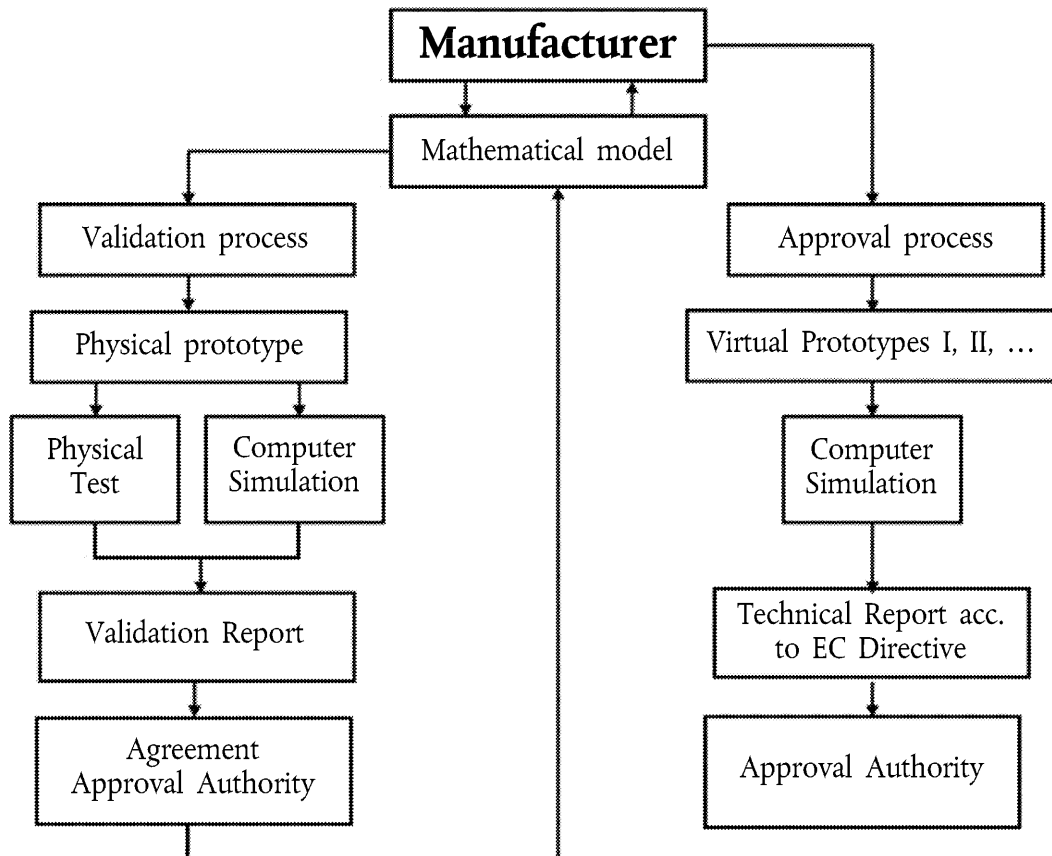 Manufacturer
Mathematical model
Validation process
Physical prototype
Physical
Test
Computer
Simulation
Validation Report
Agreement
Approval Authority
Approval process
Virtual Prototypes I, II, …
Computer
Simulation
Technical Report acc.
to EC Directive
Approval Authority